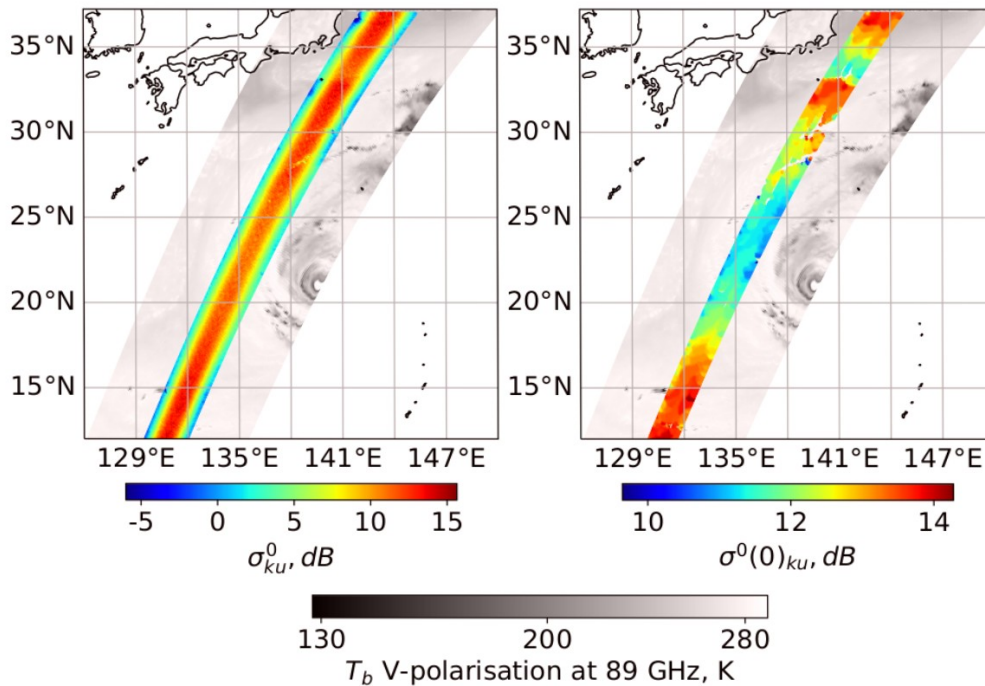 35°N
30°N
25°N
20°N
15°N
129°E 135°E 141°E 147°E
-5 0 5 10 15
σ⁰ₖᵤ, dB
35°N
30°N
25°N
20°N
15°N
129°E 135°E 141°E 147°E
10 12 14
σ⁰(0)ₖᵤ, dB
130 200 280
T_b V-polarisation at 89 GHz, K